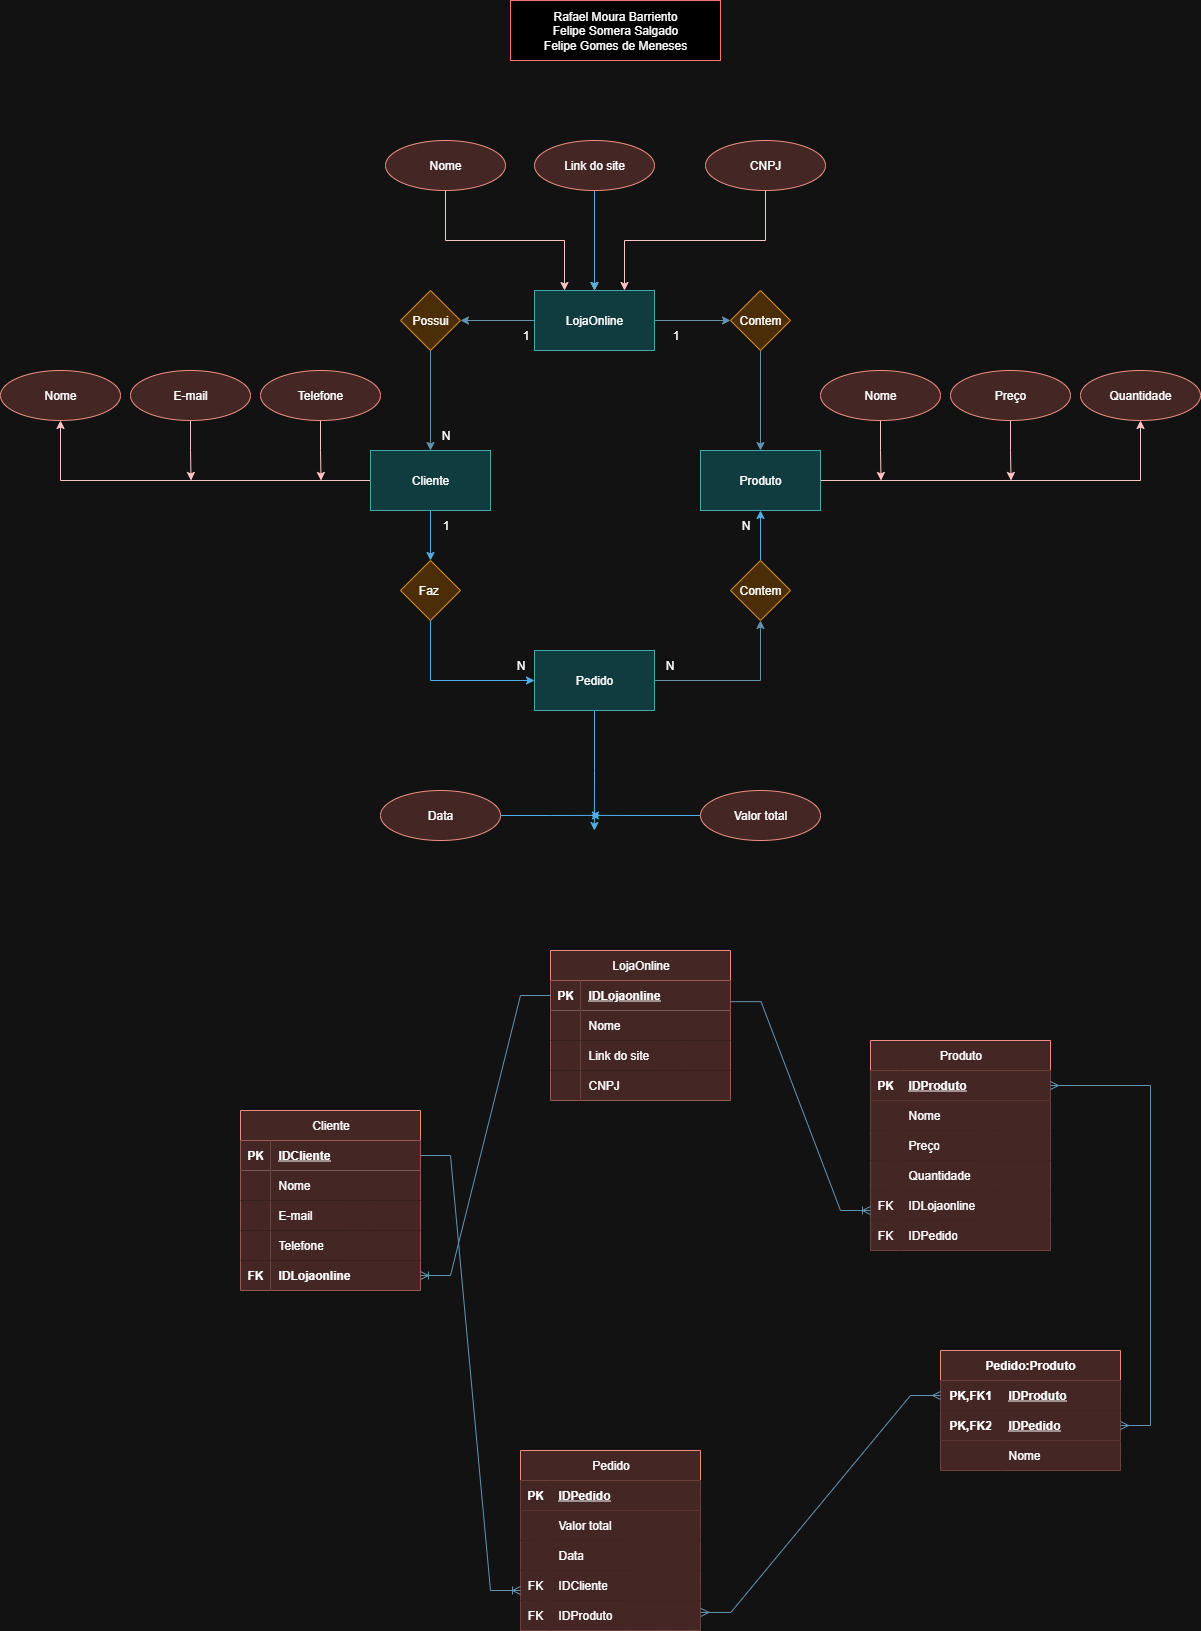 Rafael Moura Barriento
Felipe Somera Salgado
Felipe Gomes de Meneses
Nome
Link do site
CNPJ
Possui
LojaOnline
Contem
1
1
Nome
E-mail
Telefone
Nome
Preço
Quantidade
N
Cliente
Produto
1
N
Faz
Contem
N
N
Pedido
Data
Valor total
LojaOnline
PK IDLojaonline
Nome
Link do site
CNPJ
Produto
PK IDProduto
Nome
Preço
Quantidade
FK IDLojaonline
FK IDPedido
Cliente
PK IDCliente
Nome
E-mail
Telefone
FK IDLojaonline
Pedido:Produto
PK,FK1 IDProduto
PK,FK2 IDPedido
Nome
Pedido
PK IDPedido
Valor total
Data
FK IDCliente
FK IDProduto